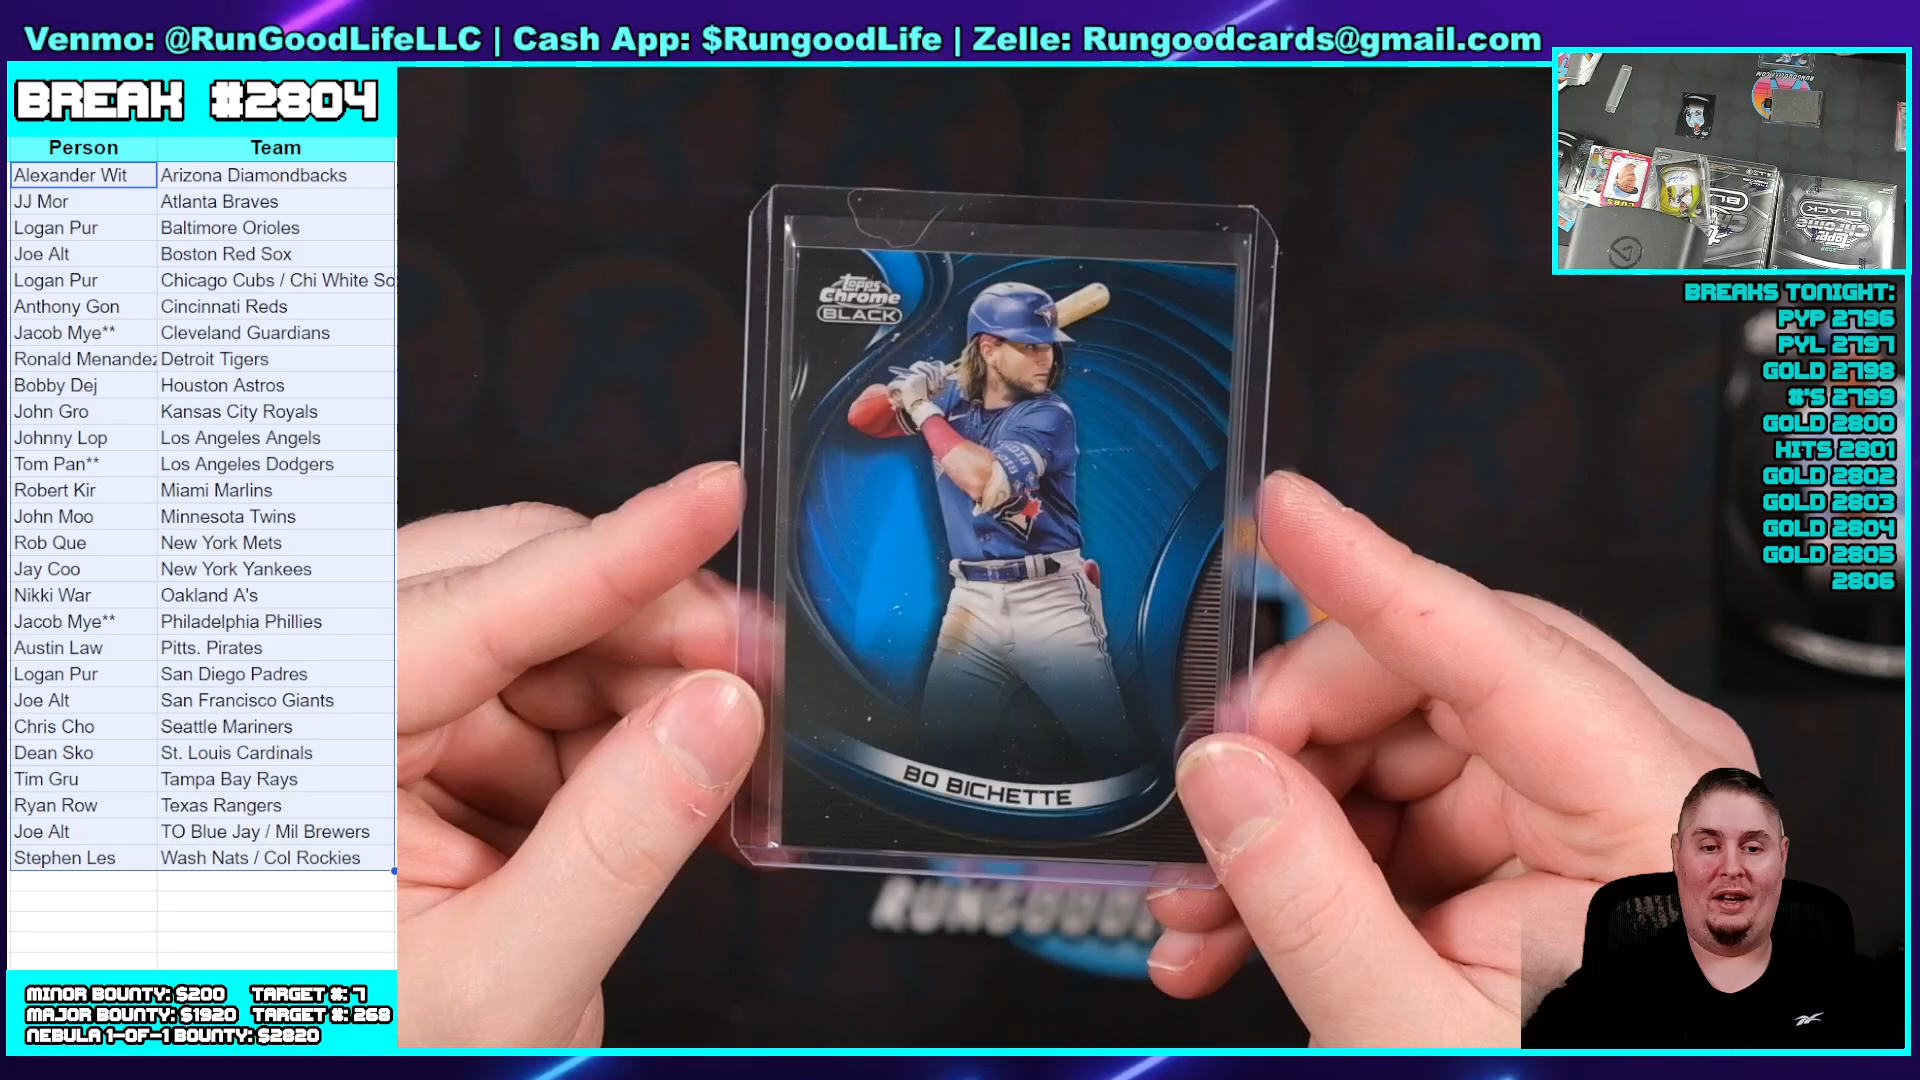 Venmo: @RunGoodLifeLLC | Cash App: $RungoodLife | Zelle: Rungoodcards@gmail.com
BREAK #2804
Person Team
Alexander Wit Arizona Diamondbacks
JJ Mor Atlanta Braves
Logan Pur Baltimore Orioles
Joe Alt Boston Red Sox
Logan Pur Chicago Cubs / Chi White So
Anthony Gon Cincinnati Reds
Jacob Mye** Cleveland Guardians
Ronald Menandez Detroit Tigers
Bobby Dej Houston Astros
John Gro Kansas City Royals
Johnny Lop Los Angeles Angels
Tom Pan** Los Angeles Dodgers
Robert Kir Miami Marlins
John Moo Minnesota Twins
Rob Que New York Mets
Jay Coo New York Yankees
Nikki War Oakland A's
Jacob Mye** Philadelphia Phillies
Austin Law Pitts. Pirates
Logan Pur San Diego Padres
Joe Alt San Francisco Giants
Chris Cho Seattle Mariners
Dean Sko St. Louis Cardinals
Tim Gru Tampa Bay Rays
Ryan Row Texas Rangers
Joe Alt TO Blue Jay / Mil Brewers
Stephen Les Wash Nats / Col Rockies
MINOR BOUNTY: $200 TARGET #: 7
MAJOR BOUNTY: $1920 TARGET #: 268
NEBULA 1-OF-1 BOUNTY: $2820
Topps
Chrome
BLACK
BO BICHETTE
RUNGOOD
CUBS
BLACK
BREAKS TONIGHT:
PYP 2796
PYL 2797
GOLD 2798
#'S 2799
GOLD 2800
HITS 2801
GOLD 2802
GOLD 2803
GOLD 2804
GOLD 2805
2806